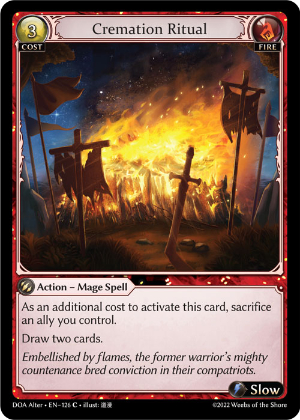 3
Cremation Ritual
COST
FIRE
Action – Mage Spell
As an additional cost to activate this card, sacrifice
an ally you control.
Draw two cards.
Embellished by flames, the former warrior's mighty
countenance bred conviction in their compatriots.
Slow
DOA Alter • EN-126 C • illust: 道漫
©2022 Weebs of the Shore